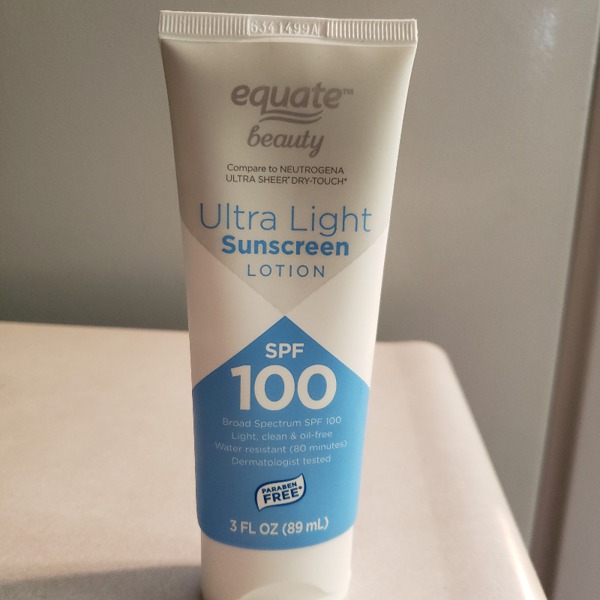 6341499A
equate™
beauty
Compare to NEUTROGENA
ULTRA SHEER® DRY-TOUCH*
Ultra Light
Sunscreen
LOTION
SPF
100
Broad Spectrum SPF 100
Light, clean & oil-free
Water resistant (80 minutes)
Dermatologist tested
PARABEN
FREE*
3 FL OZ (89 mL)